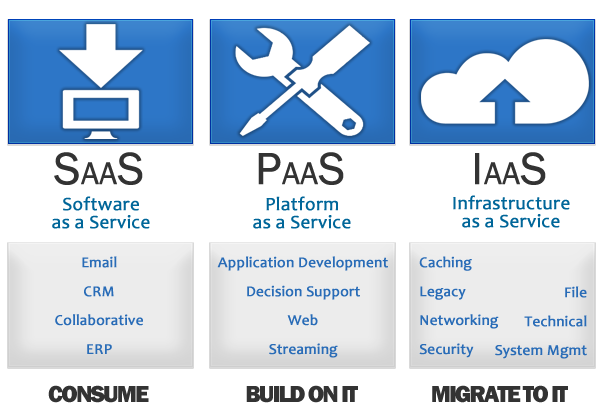 SaaS
Software
as a Service
Email
CRM
Collaborative
ERP
CONSUME
PaaS
Platform
as a Service
Application Development
Decision Support
Web
Streaming
BUILD ON IT
IaaS
Infrastructure
as a Service
Caching
Legacy File
Networking Technical
Security System Mgmt
MIGRATE TO IT